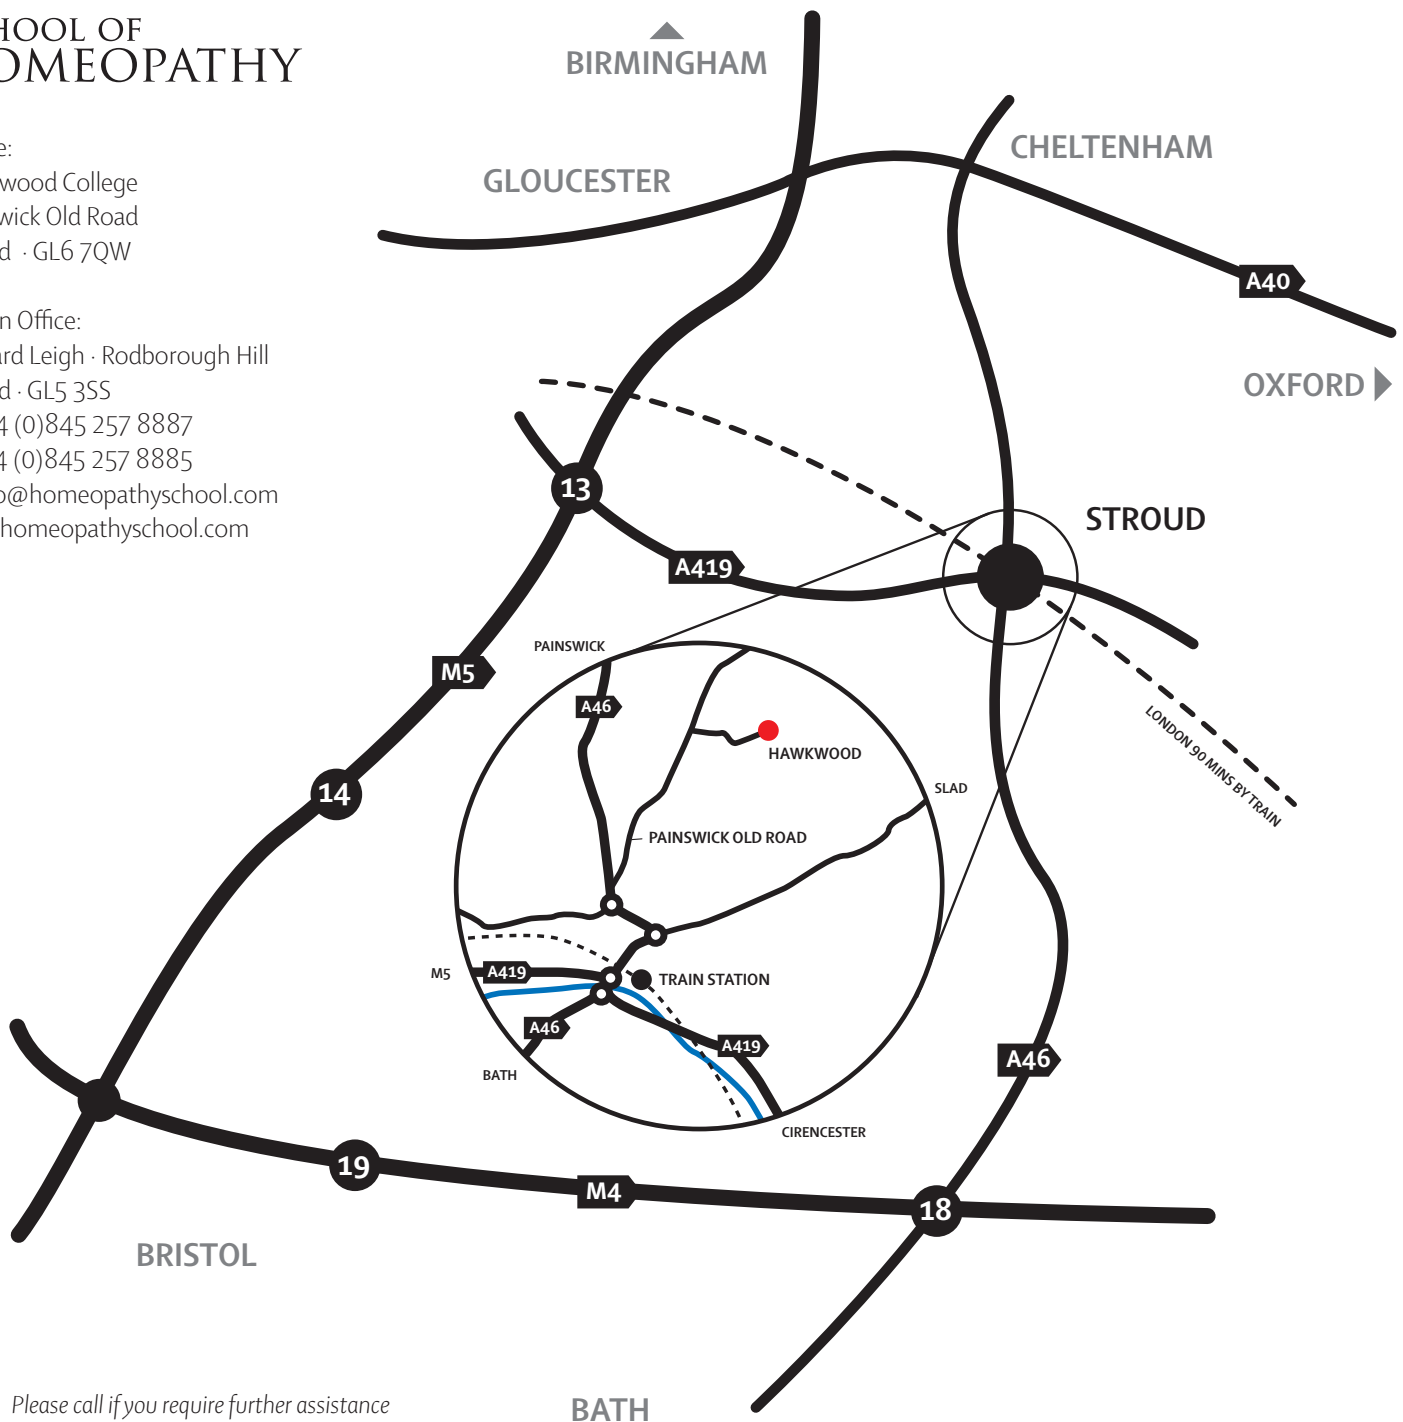 HOOL OF
OMEOPATHY
e:
wood College
wick Old Road
d · GL6 7QW
n Office:
ard Leigh · Rodborough Hill
d · GL5 3SS
4 (0)845 257 8887
4 (0)845 257 8885
o@homeopathyschool.com
homeopathyschool.com
BIRMINGHAM
GLOUCESTER
CHELTENHAM
A40
OXFORD
13
A419
STROUD
M5
14
LONDON 90 MINS BY TRAIN
PAINSWICK
A46
HAWKWOOD
SLAD
PAINSWICK OLD ROAD
M5
A419
TRAIN STATION
A46
A419
BATH
CIRENCESTER
A46
19
M4
18
BRISTOL
Please call if you require further assistance
BATH